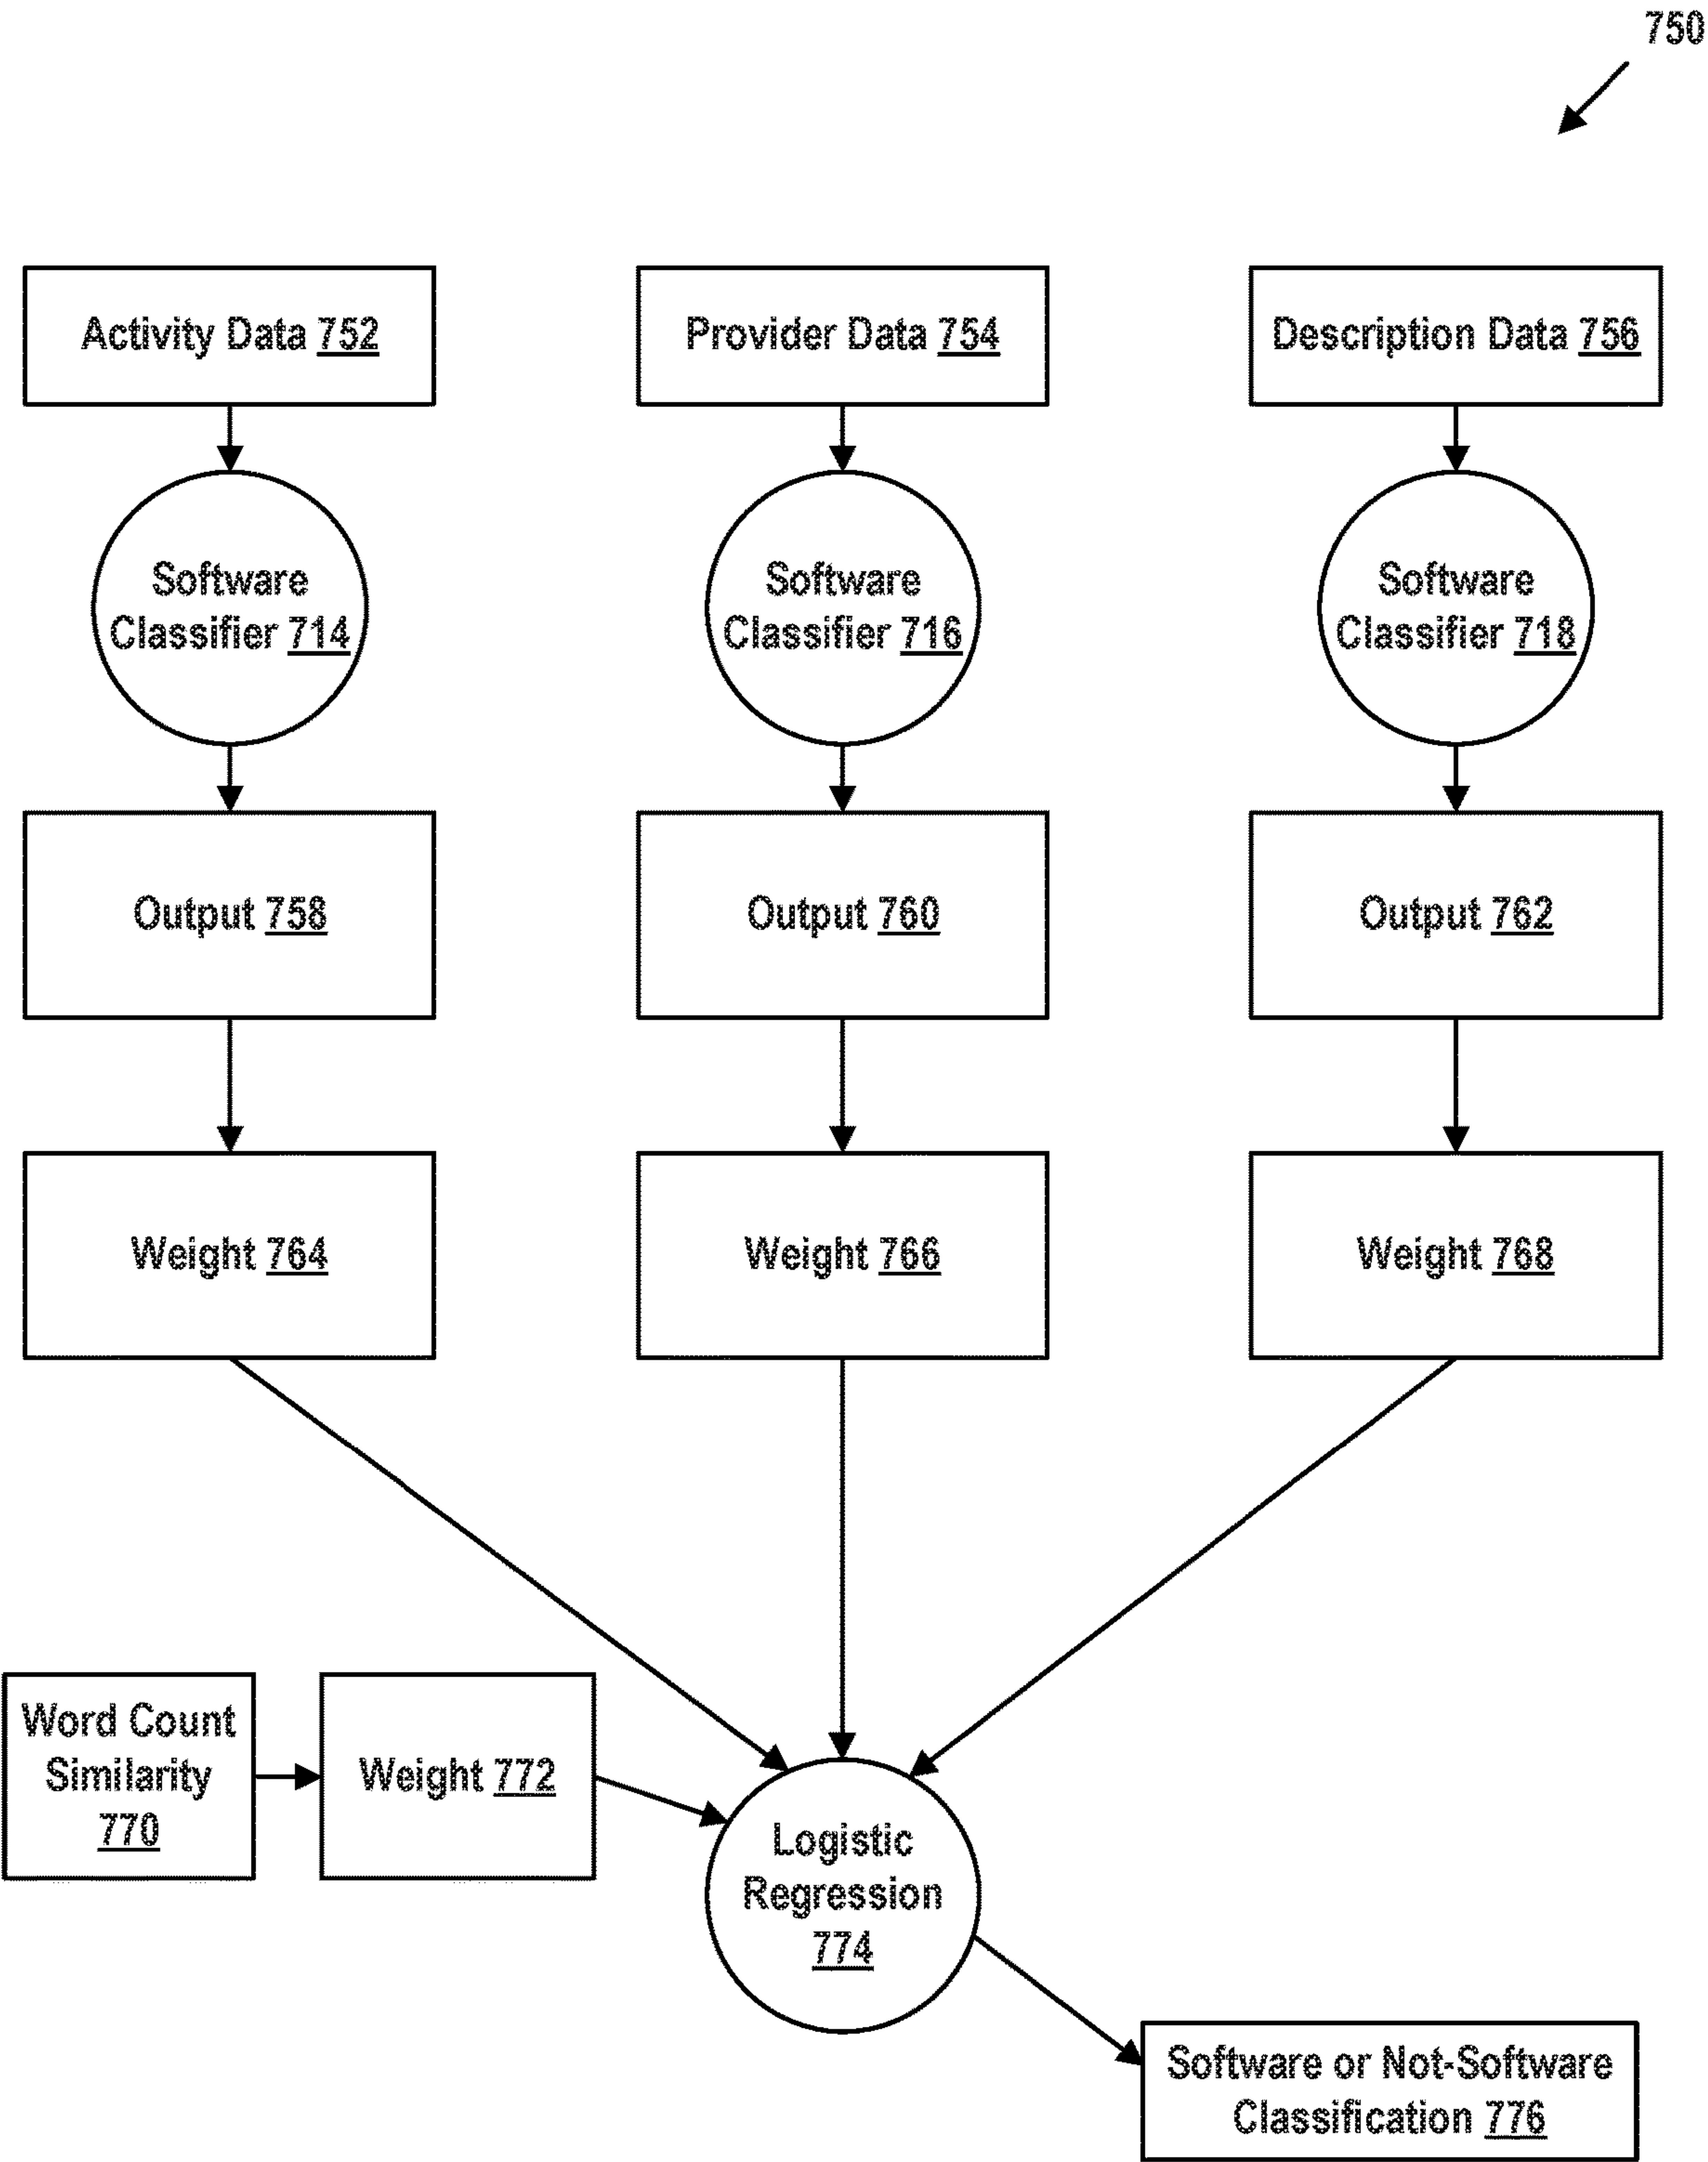 750
Activity Data 752
Provider Data 754
Description Data 756
Software
Classifier 714
Software
Classifier 716
Software
Classifier 718
Output 758
Output 760
Output 762
Weight 764
Weight 766
Weight 768
Word Count
Similarity
770
Weight 772
Logistic
Regression
774
Software or Not-Software
Classification 776